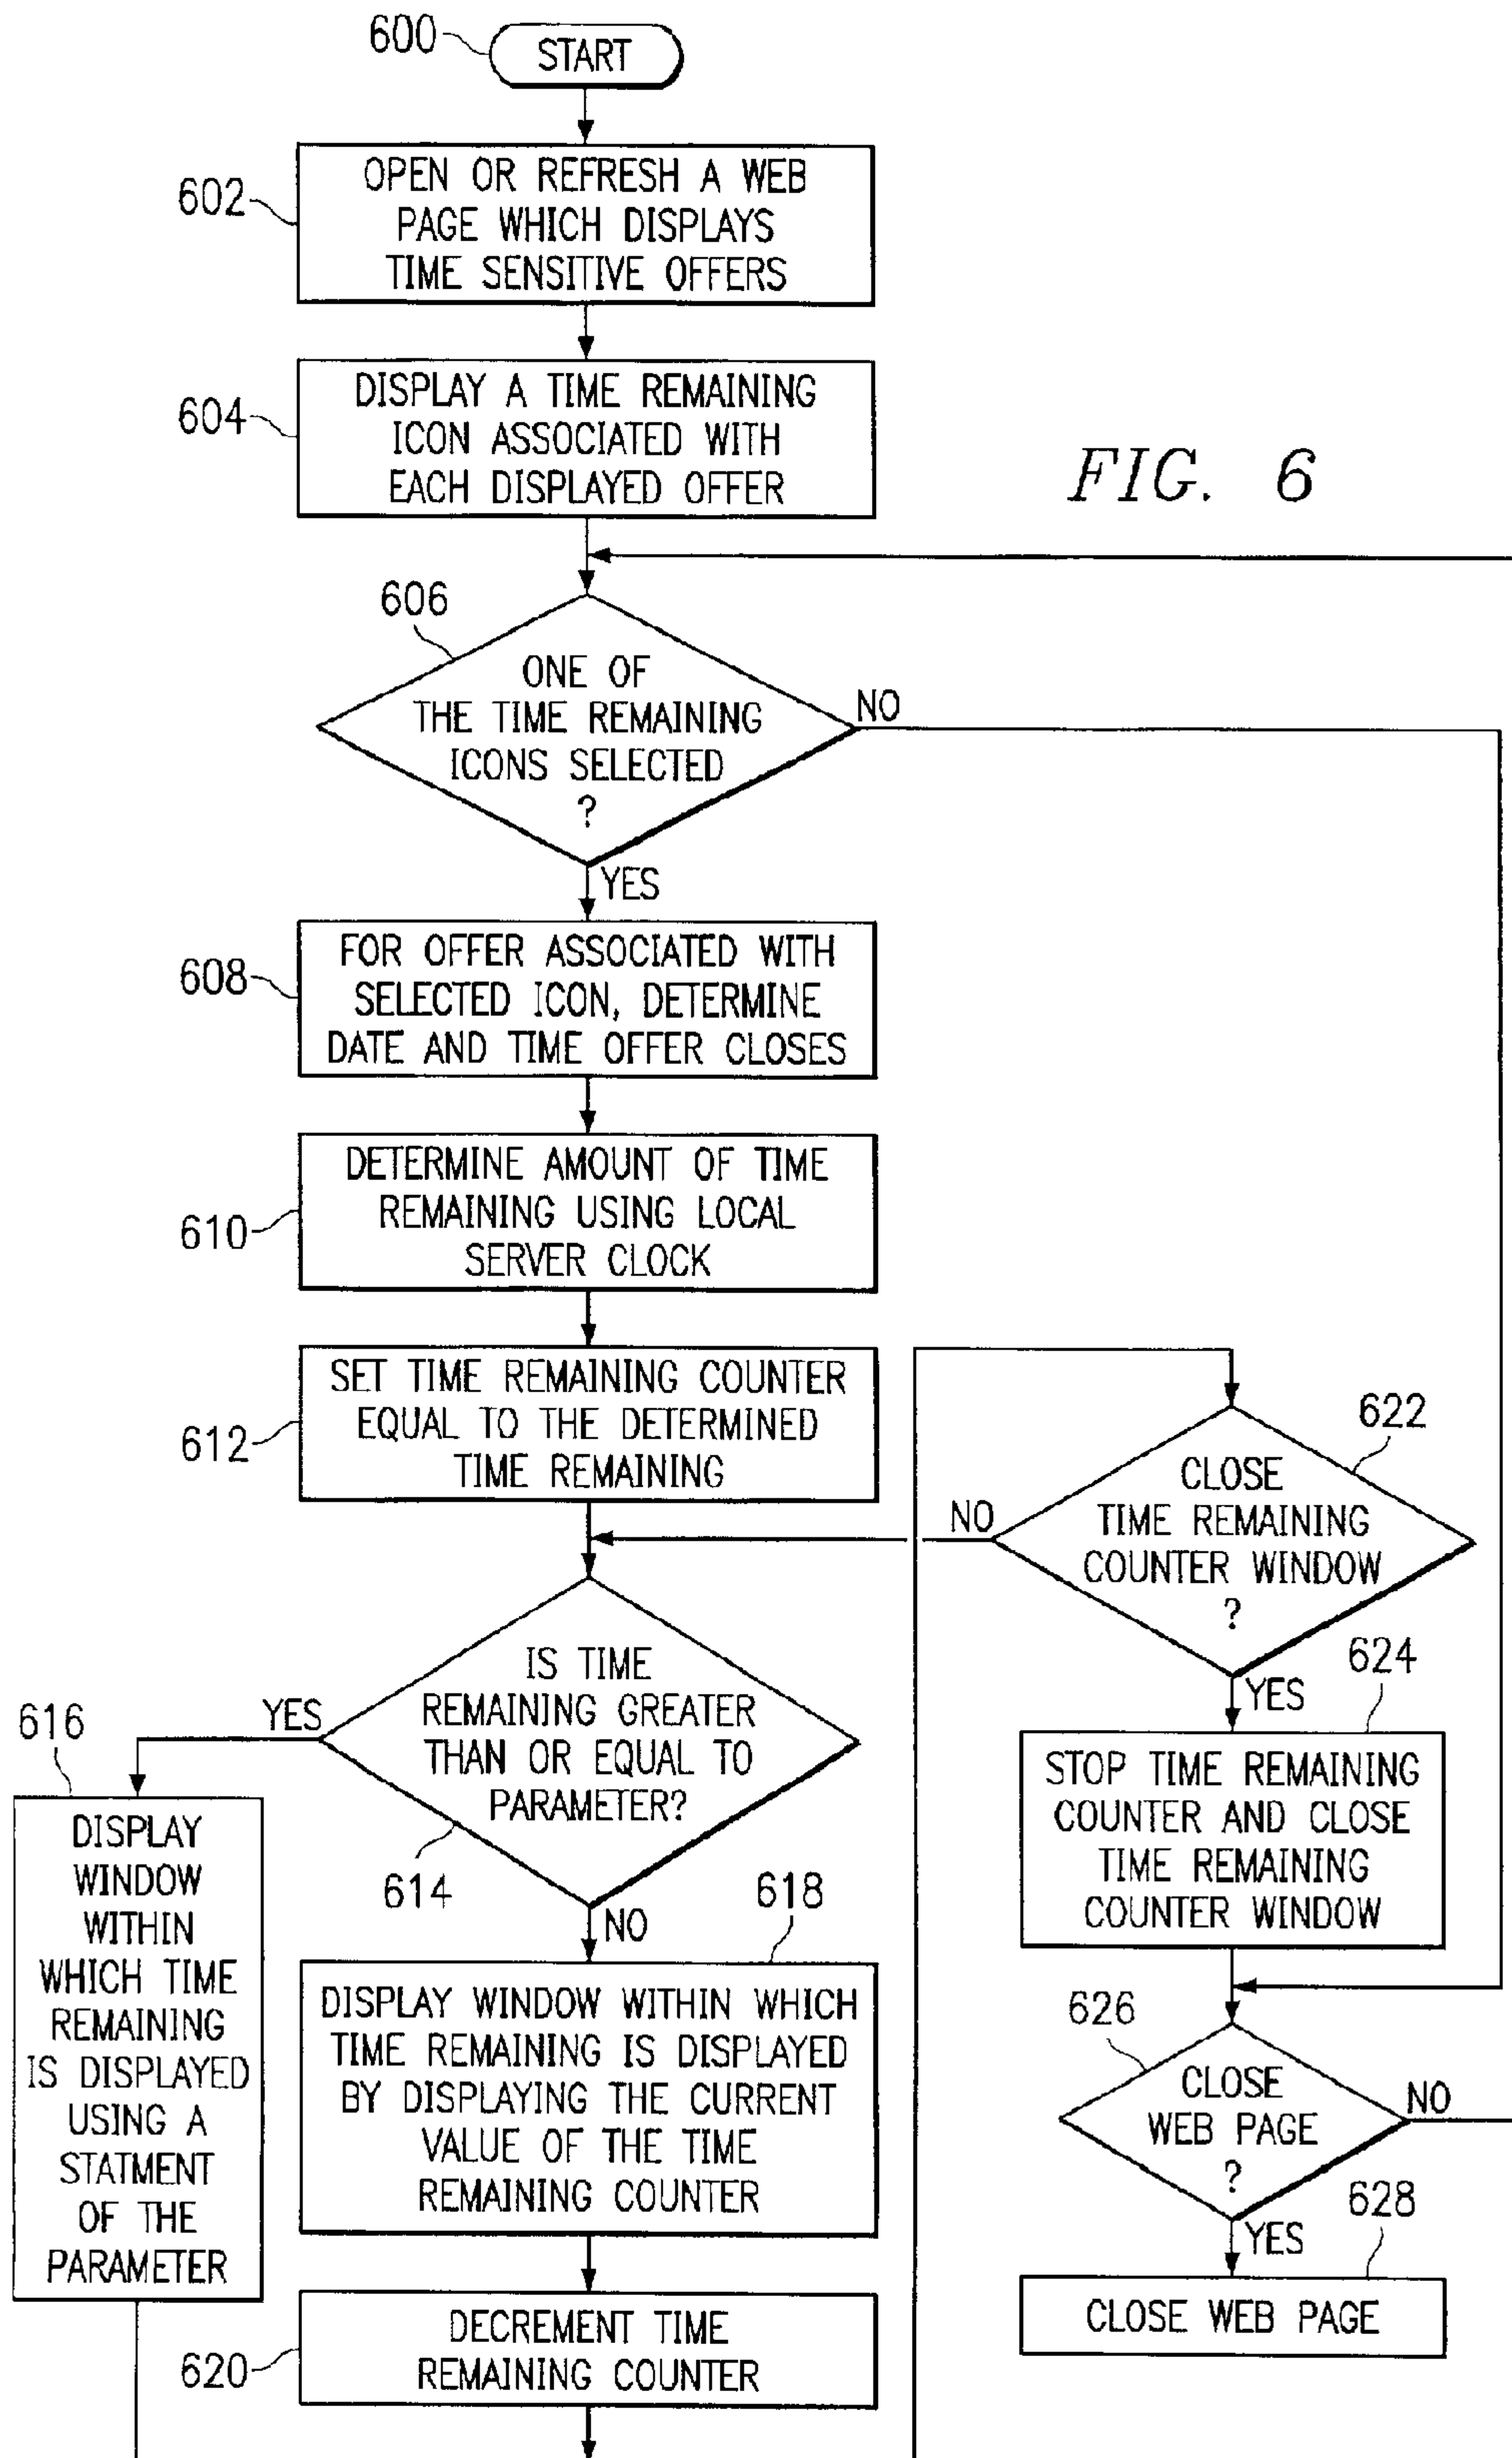 600
START
602
OPEN OR REFRESH A WEB
PAGE WHICH DISPLAYS
TIME SENSITIVE OFFERS
604
DISPLAY A TIME REMAINING
ICON ASSOCIATED WITH
EACH DISPLAYED OFFER
FIG. 6
606
ONE OF
THE TIME REMAINING
ICONS SELECTED
?
NO
YES
608
FOR OFFER ASSOCIATED WITH
SELECTED ICON, DETERMINE
DATE AND TIME OFFER CLOSES
610
DETERMINE AMOUNT OF TIME
REMAINING USING LOCAL
SERVER CLOCK
612
SET TIME REMAINING COUNTER
EQUAL TO THE DETERMINED
TIME REMAINING
614
IS TIME
REMAINING GREATER
THAN OR EQUAL TO
PARAMETER?
YES
NO
616
DISPLAY
WINDOW
WITHIN
WHICH TIME
REMAINING
IS DISPLAYED
USING A
STATMENT
OF THE
PARAMETER
618
DISPLAY WINDOW WITHIN WHICH
TIME REMAINING IS DISPLAYED
BY DISPLAYING THE CURRENT
VALUE OF THE TIME
REMAINING COUNTER
620
DECREMENT TIME
REMAINING COUNTER
622
CLOSE
TIME REMAINING
COUNTER WINDOW
?
NO
YES
624
STOP TIME REMAINING
COUNTER AND CLOSE
TIME REMAINING
COUNTER WINDOW
626
CLOSE
WEB PAGE
?
NO
YES
628
CLOSE WEB PAGE